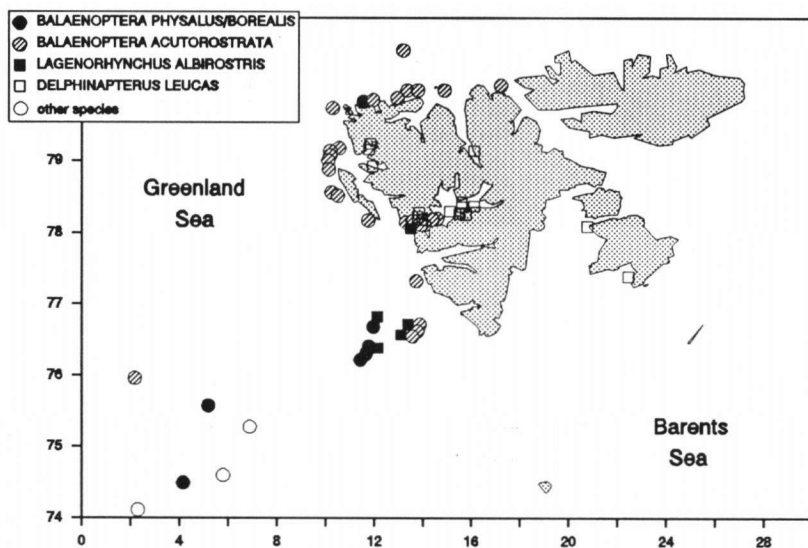 BALAENOPTERA PHYSALUS/BOREALIS
BALAENOPTERA ACUTOROSTRATA
LAGENORHYNCHUS ALBIROSTRIS
DELPHINAPTERUS LEUCAS
other species
79
Greenland
Sea
78
77
76
75
Barents
Sea
74
0 4 8 12 16 20 24 28